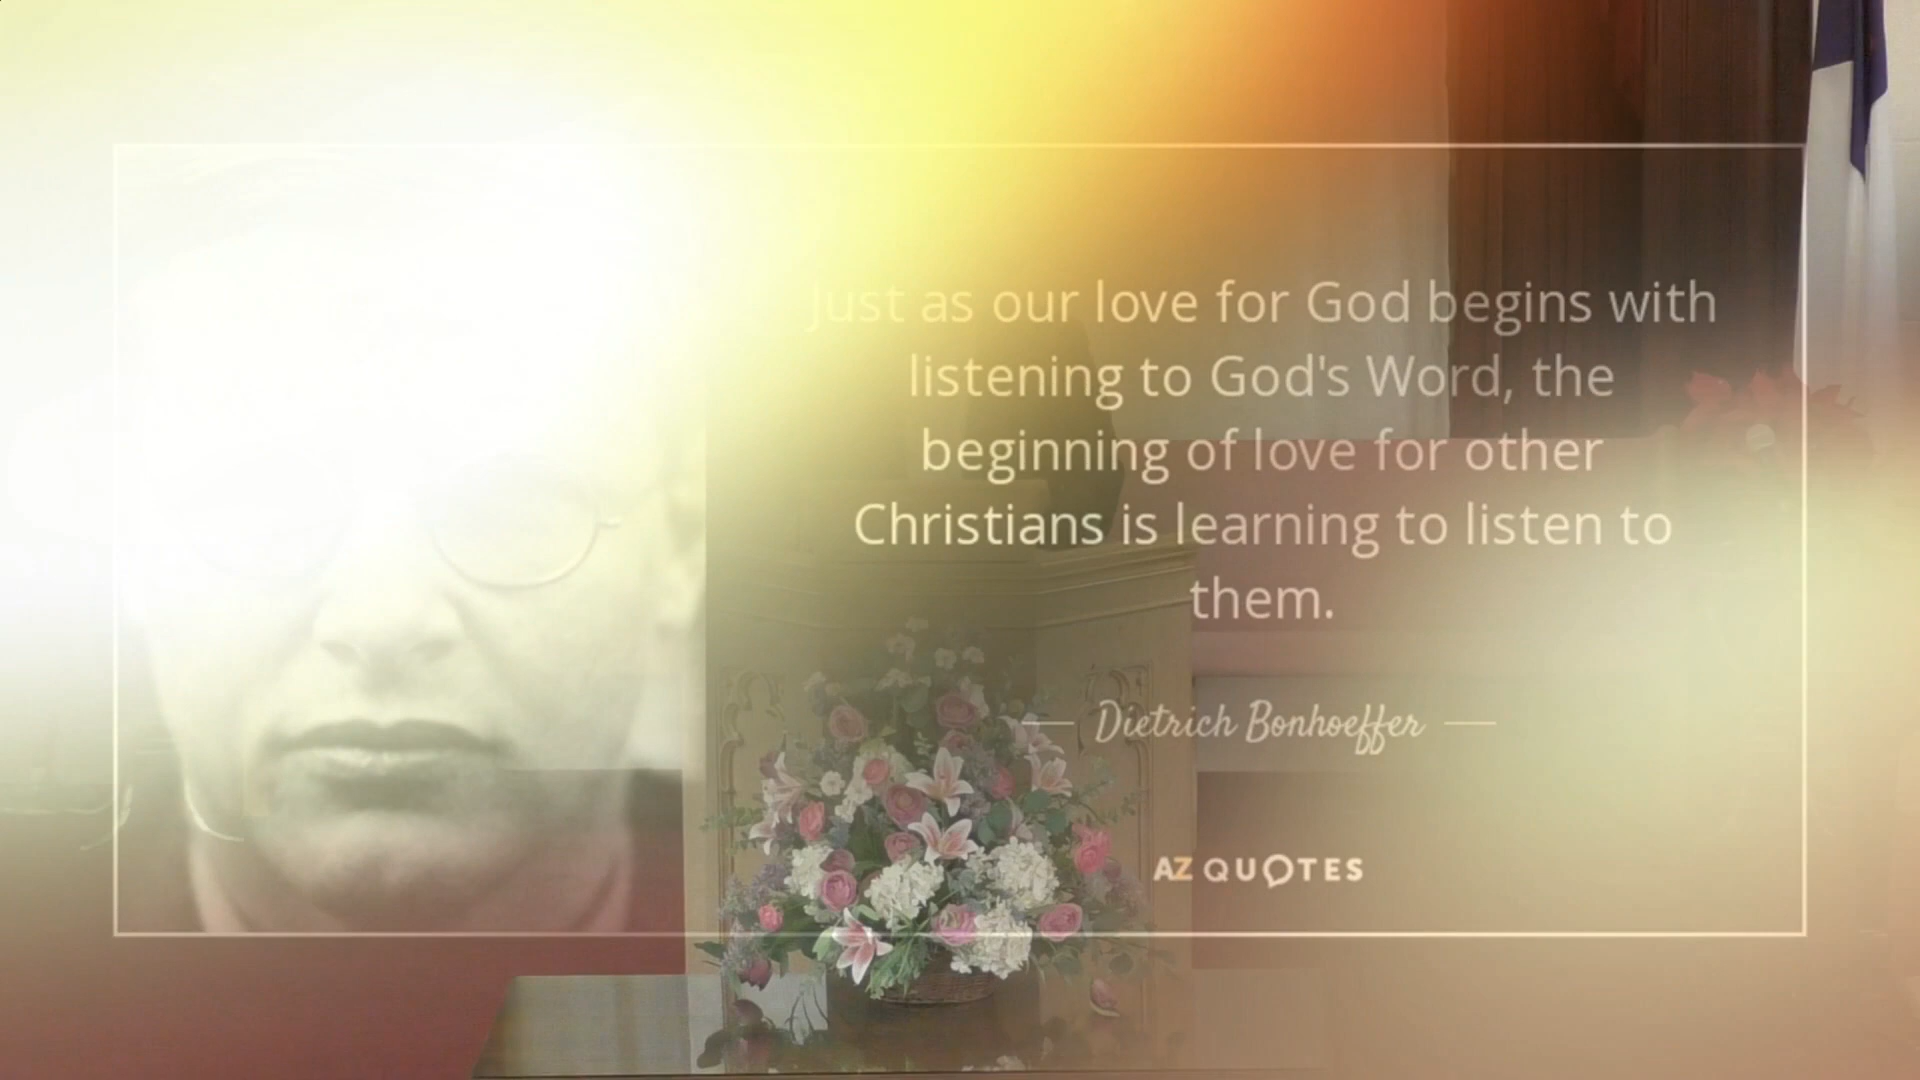 Just as our love for God begins with
listening to God's Word, the
beginning of love for other
Christians is learning to listen to
them.
Dietrich Bonhoeffer
AZ QUOTES